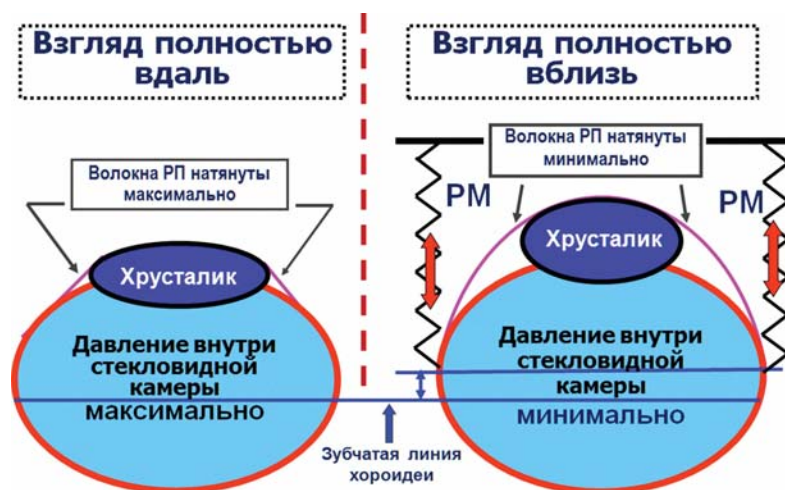 Взгляд полностью
вдаль
Взгляд полностью
вблизь
Волокна РП натянуты
максимально
Волокна РП натянуты
минимально
РМ
РМ
Хрусталик
Хрусталик
Давление внутри
стекловидной
камеры
максимально
Давление внутри
стекловидной
камеры
минимально
Зубчатая линия
хороидеи